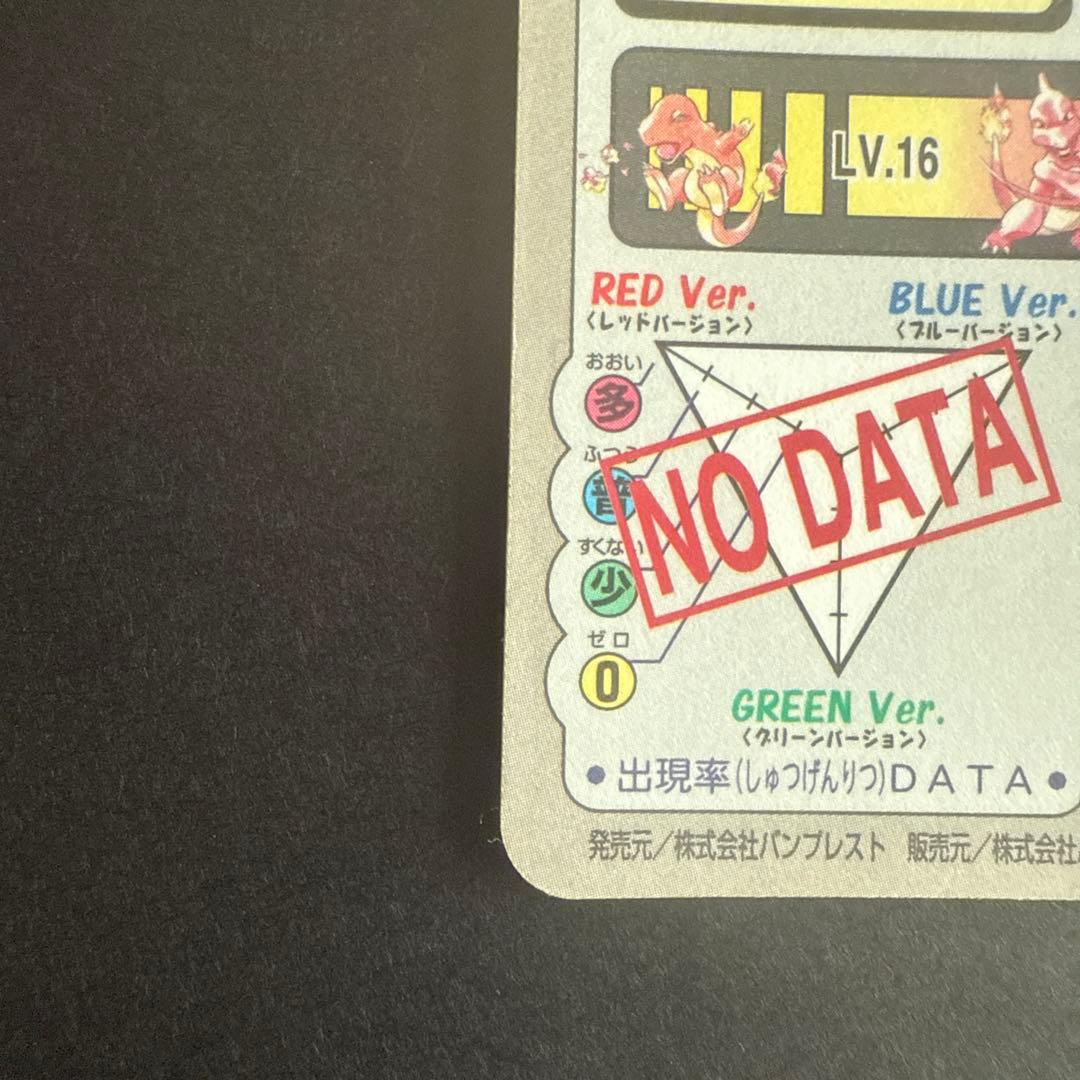 LV.16
RED Ver. BLUE Ver.
〈レッドバージョン〉 〈ブルーバージョン〉
おおい
多
ふつう
普
NO DATA
すくない
少
ゼロ
0
GREEN Ver.
〈グリーンバージョン〉
●出現率(しゅつげんりつ)DATA●
発売元／株式会社バンプレスト 販売元／株式会社